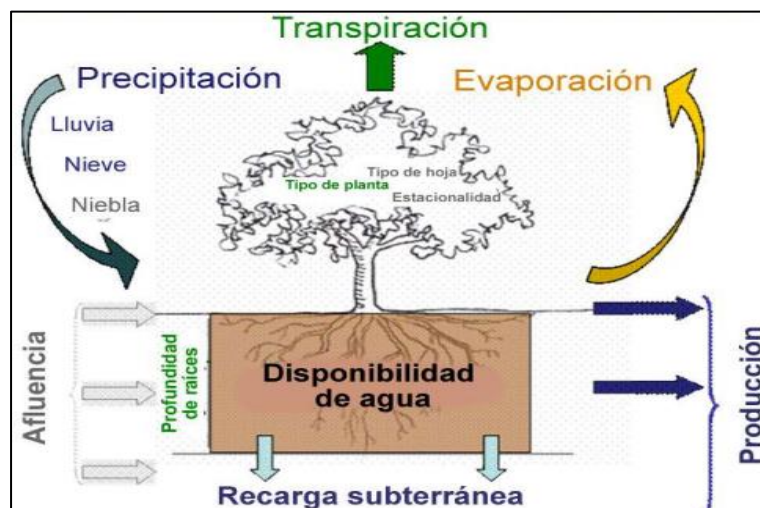 Transpiración
Precipitación
Evaporación
Lluvia
Nieve
Niebla
Tipo de hoja
Tipo de planta
Estacionalidad
Afluencia
Profundidad
de raíces
Disponibilidad
de agua
Producción
Recarga subterránea